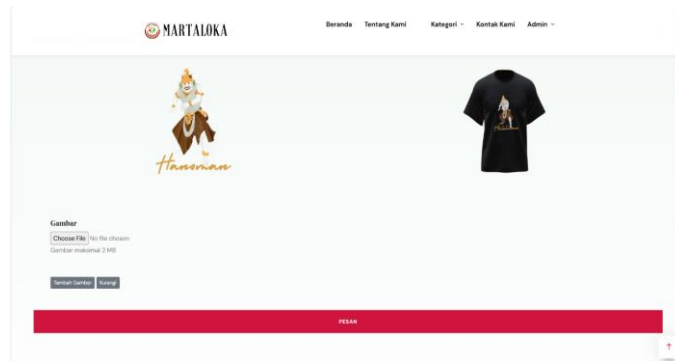 MARTALOKA
Beranda Tentang Kami Kategori Kontak Kami Admin
Hanoman
Gambar
Choose File No file chosen
Gambar maksimal 2 MB
Tambah Gambar Kurangi
PESAN